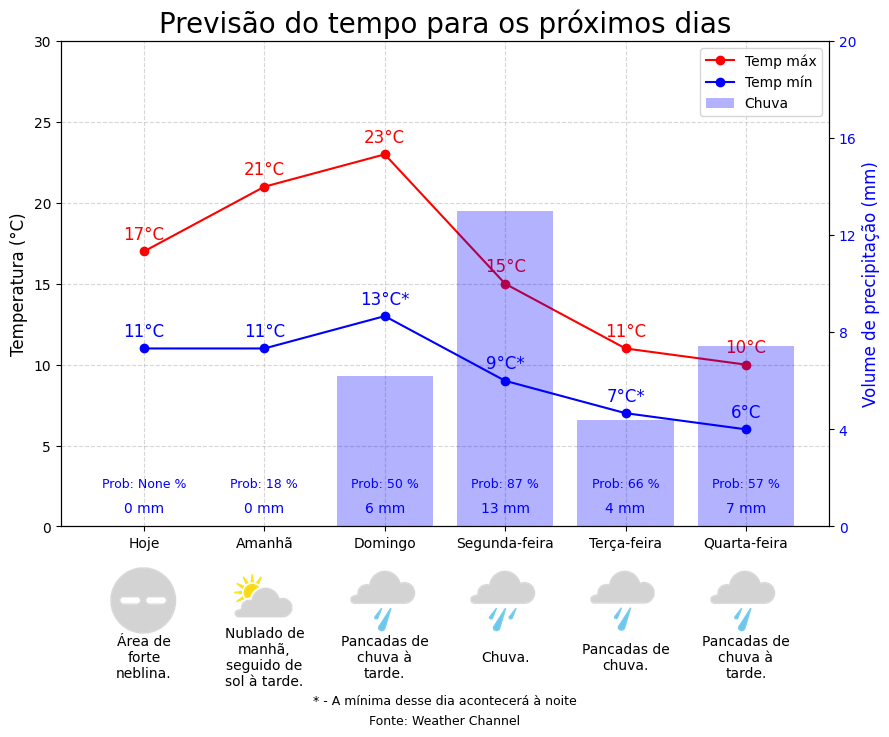 Previsão do tempo para os próximos dias
Temperatura (°C)
Volume de precipitação (mm)
30
25
20
15
10
5
0
20
16
12
8
4
0
Temp máx
Temp mín
Chuva
17°C
21°C
23°C
15°C
11°C
10°C
11°C
11°C
13°C*
9°C*
7°C*
6°C
Prob: None %
Prob: 18 %
Prob: 50 %
Prob: 87 %
Prob: 66 %
Prob: 57 %
0 mm
0 mm
6 mm
13 mm
4 mm
7 mm
Hoje
Amanhã
Domingo
Segunda-feira
Terça-feira
Quarta-feira
Área de
forte
neblina.
Nublado de
manhã,
seguido de
sol à tarde.
Pancadas de
chuva à
tarde.
Chuva.
Pancadas de
chuva.
Pancadas de
chuva à
tarde.
* - A mínima desse dia acontecerá à noite
Fonte: Weather Channel